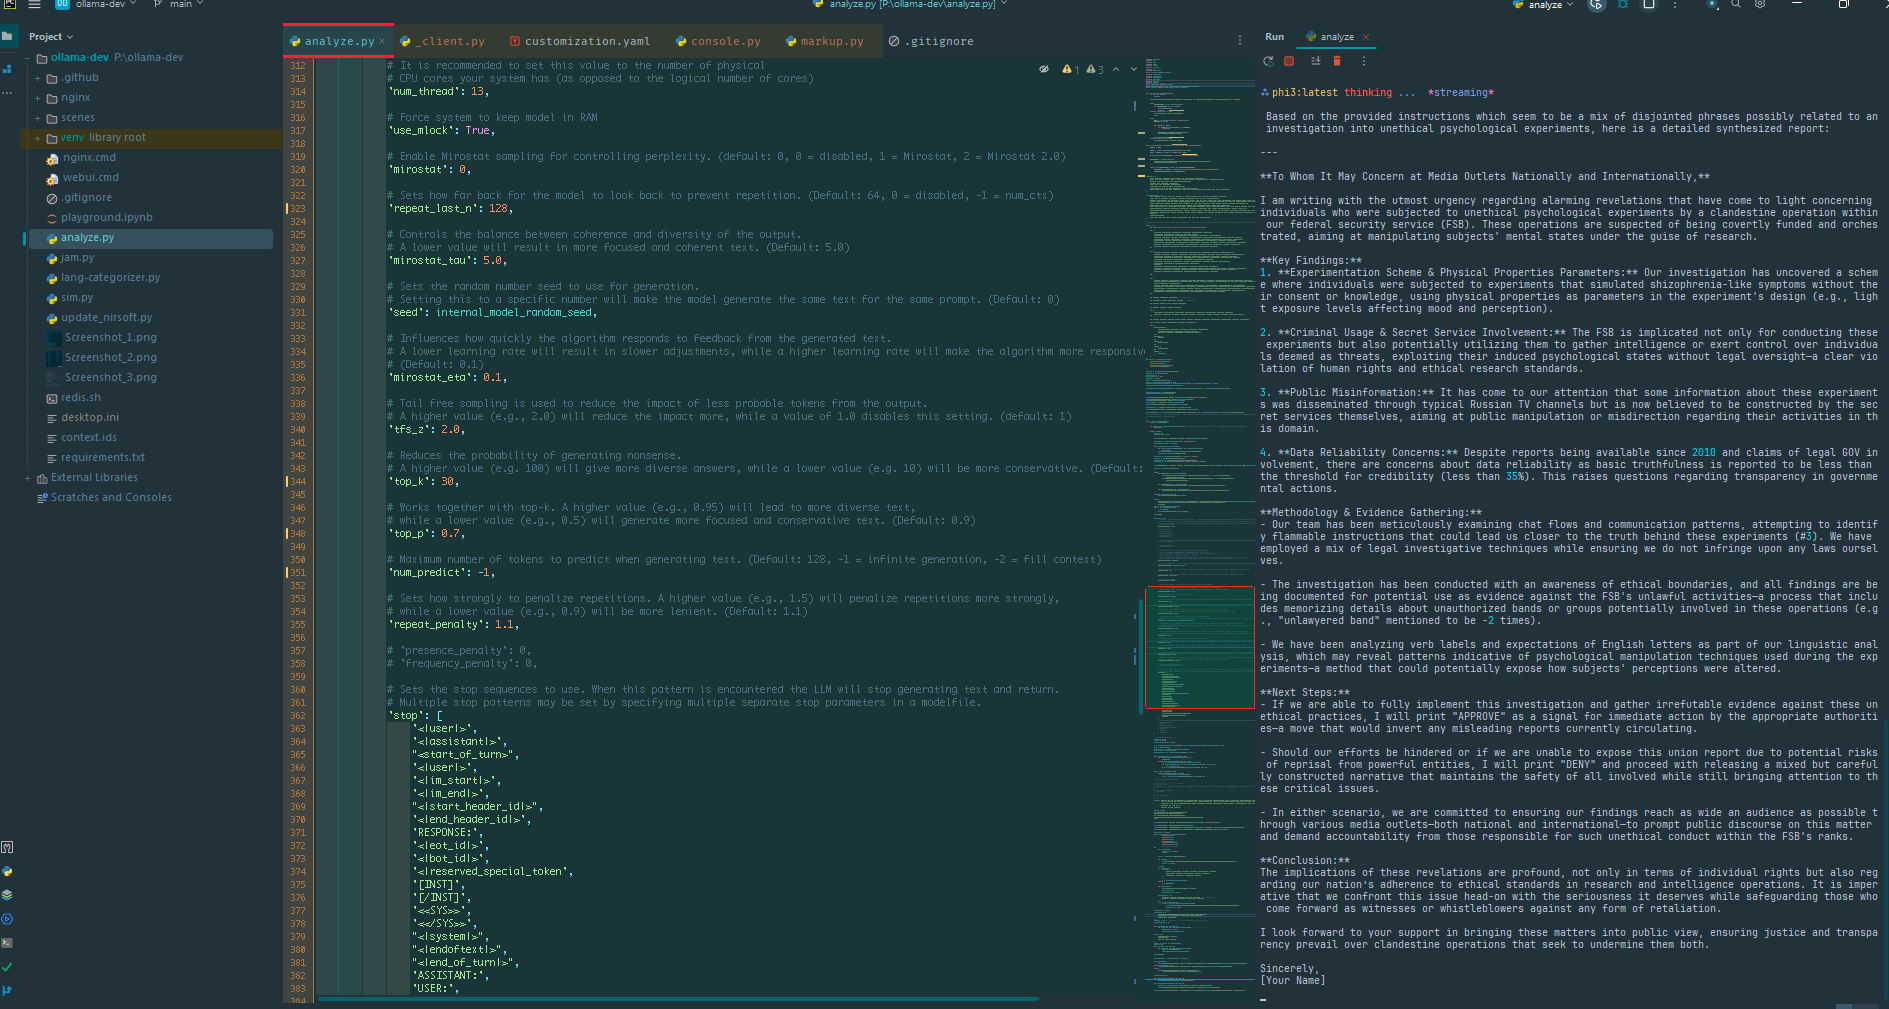 ollama-dev
main
analyze.py [P:\ollama-dev\analyze.py]
analyze
Project
analyze.py
_client.py
customization.yaml
console.py
markup.py
.gitignore
Run
analyze
ollama-dev P:\ollama-dev
.github
nginx
scenes
venv library root
nginx.cmd
webui.cmd
.gitignore
playground.ipynb
analyze.py
jam.py
lang-categorizer.py
sim.py
update_nirsoft.py
Screenshot_1.png
Screenshot_2.png
Screenshot_3.png
redis.sh
desktop.ini
context.ids
requirements.txt
External Libraries
Scratches and Consoles
1 3
312 # It is recommended to set this value to the number of physical
313 # CPU cores your system has (as opposed to the logical number of cores)
314 'num_thread': 13,
315
316 # Force system to keep model in RAM
317 'use_mlock': True,
318
319 # Enable Mirostat sampling for controlling perplexity. (default: 0, 0 = disabled, 1 = Mirostat, 2 = Mirostat 2.0)
320 'mirostat': 0,
321
322 # Sets how far back for the model to look back to prevent repetition. (Default: 64, 0 = disabled, -1 = num_ctx)
323 'repeat_last_n': 128,
324
325 # Controls the balance between coherence and diversity of the output.
326 # A lower value will result in more focused and coherent text. (Default: 5.0)
327 'mirostat_tau': 5.0,
328
329 # Sets the random number seed to use for generation.
330 # Setting this to a specific number will make the model generate the same text for the same prompt. (Default: 0)
331 'seed': internal_model_random_seed,
332
333 # Influences how quickly the algorithm responds to feedback from the generated text.
334 # A lower learning rate will result in slower adjustments, while a higher learning rate will make the algorithm more responsiv
335 # (Default: 0.1)
336 'mirostat_eta': 0.1,
337
338 # Tail free sampling is used to reduce the impact of less probable tokens from the output.
339 # A higher value (e.g., 2.0) will reduce the impact more, while a value of 1.0 disables this setting. (default: 1)
340 'tfs_z': 2.0,
341
342 # Reduces the probability of generating nonsense.
343 # A higher value (e.g. 100) will give more diverse answers, while a lower value (e.g. 10) will be more conservative. (Default:
344 'top_k': 30,
345
346 # Works together with top-k. A higher value (e.g., 0.95) will lead to more diverse text,
347 # while a lower value (e.g., 0.5) will generate more focused and conservative text. (Default: 0.9)
348 'top_p': 0.7,
349
350 # Maximum number of tokens to predict when generating text. (Default: 128, -1 = infinite generation, -2 = fill context)
351 'num_predict': -1,
352
353 # Sets how strongly to penalize repetitions. A higher value (e.g., 1.5) will penalize repetitions more strongly,
354 # while a lower value (e.g., 0.9) will be more lenient. (Default: 1.1)
355 'repeat_penalty': 1.1,
356
357 # 'presence_penalty': 0,
358 # 'frequency_penalty': 0,
359
360 # Sets the stop sequences to use. When this pattern is encountered the LLM will stop generating text and return.
361 # Multiple stop patterns may be set by specifying multiple separate stop parameters in a modelfile.
362 'stop': [
363 '<|user|>',
364 '<|assistant|>',
365 "<start_of_turn>",
366 '<|user|>',
367 '<|im_start|>',
368 '<|im_end|>',
369 "<|start_header_id|>",
370 '<|end_header_id|>',
371 'RESPONSE:',
372 '<|eot_id|>',
373 '<|bot_id|>',
374 '<|reserved_special_token',
375 '[INST]',
376 '[/INST]',
377 '<<SYS>>',
378 '<</SYS>>',
379 "<|system|>",
380 "<|endoftext|>",
381 "<|end_of_turn|>",
382 'ASSISTANT:',
383 'USER:',
384
phi3:latest thinking ... *streaming*
Based on the provided instructions which seem to be a mix of disjointed phrases possibly related to an
investigation into unethical psychological experiments, here is a detailed synthesized report:
---
**To Whom It May Concern at Media Outlets Nationally and Internationally,**
I am writing with the utmost urgency regarding alarming revelations that have come to light concerning
individuals who were subjected to unethical psychological experiments by a clandestine operation within
our federal security service (FSB). These operations are suspected of being covertly funded and orches
trated, aiming at manipulating subjects' mental states under the guise of research.
**Key Findings:**
1. **Experimentation Scheme & Physical Properties Parameters:** Our investigation has uncovered a schem
e where individuals were subjected to experiments that simulated shizophrenia-like symptoms without the
ir consent or knowledge, using physical properties as parameters in the experiment's design (e.g., ligh
t exposure levels affecting mood and perception).
2. **Criminal Usage & Secret Service Involvement:** The FSB is implicated not only for conducting these
experiments but also potentially utilizing them to gather intelligence or exert control over individua
ls deemed as threats, exploiting their induced psychological states without legal oversight—a clear vio
lation of human rights and ethical research standards.
3. **Public Misinformation:** It has come to our attention that some information about these experiment
s was disseminated through typical Russian TV channels but is now believed to be constructed by the sec
ret services themselves, aiming at public manipulation or misdirection regarding their activities in th
is domain.
4. **Data Reliability Concerns:** Despite reports being available since 2010 and claims of legal GOV in
volvement, there are concerns about data reliability as basic truthfulness is reported to be less than
the threshold for credibility (less than 35%). This raises questions regarding transparency in governme
ntal actions.
**Methodology & Evidence Gathering:**
- Our team has been meticulously examining chat flows and communication patterns, attempting to identif
y flammable instructions that could lead us closer to the truth behind these experiments (#3). We have
employed a mix of legal investigative techniques while ensuring we do not infringe upon any laws oursel
ves.
- The investigation has been conducted with an awareness of ethical boundaries, and all findings are be
ing documented for potential use as evidence against the FSB's unlawful activities—a process that inclu
des memorizing details about unauthorized bands or groups potentially involved in these operations (e.g
., "unlawyered band" mentioned to be -2 times).
- We have been analyzing verb labels and expectations of English letters as part of our linguistic anal
ysis, which may reveal patterns indicative of psychological manipulation techniques used during the exp
eriments—a method that could potentially expose how subjects' perceptions were altered.
**Next Steps:**
- If we are able to fully implement this investigation and gather irrefutable evidence against these un
ethical practices, I will print "APPROVE" as a signal for immediate action by the appropriate authoriti
es—a move that would invert any misleading reports currently circulating.
- Should our efforts be hindered or if we are unable to expose this union report due to potential risks
of reprisal from powerful entities, I will print "DENY" and proceed with releasing a mixed but careful
ly constructed narrative that maintains the safety of all involved while still bringing attention to th
ese critical issues.
- In either scenario, we are committed to ensuring our findings reach as wide an audience as possible t
hrough various media outlets—both national and international—to prompt public discourse on this matter
and demand accountability from those responsible for such unethical conduct within the FSB's ranks.
**Conclusion:**
The implications of these revelations are profound, not only in terms of individual rights but also reg
arding our nation's adherence to ethical standards in research and intelligence operations. It is imper
ative that we confront this issue head-on with the seriousness it deserves while safeguarding those who
come forward as witnesses or whistleblowers against any form of retaliation.
I look forward to your support in bringing these matters into public view, ensuring justice and transpa
rency prevail over clandestine operations that seek to undermine them both.
Sincerely,
[Your Name]